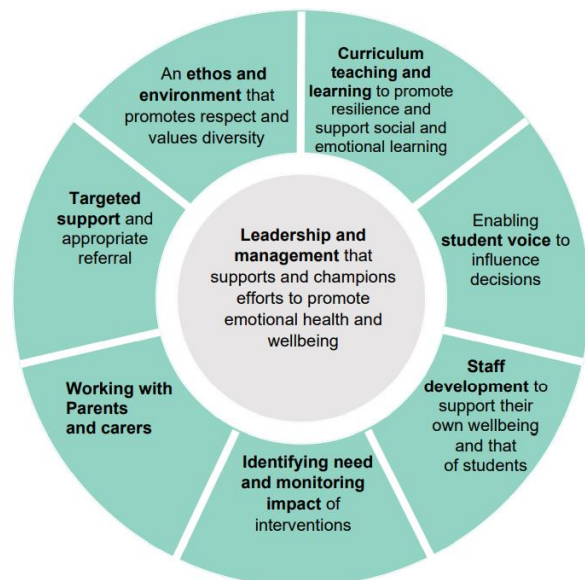 An ethos and
environment that
promotes respect and
values diversity
Curriculum
teaching and
learning to promote
resilience and
support social and
emotional learning
Enabling
student voice to
influence
decisions
Staff
development to
support their
own wellbeing
and that
of students
Identifying need
and monitoring
impact of
interventions
Working with
Parents
and carers
Targeted
support and
appropriate
referral
Leadership and
management that
supports and champions
efforts to promote
emotional health and
wellbeing